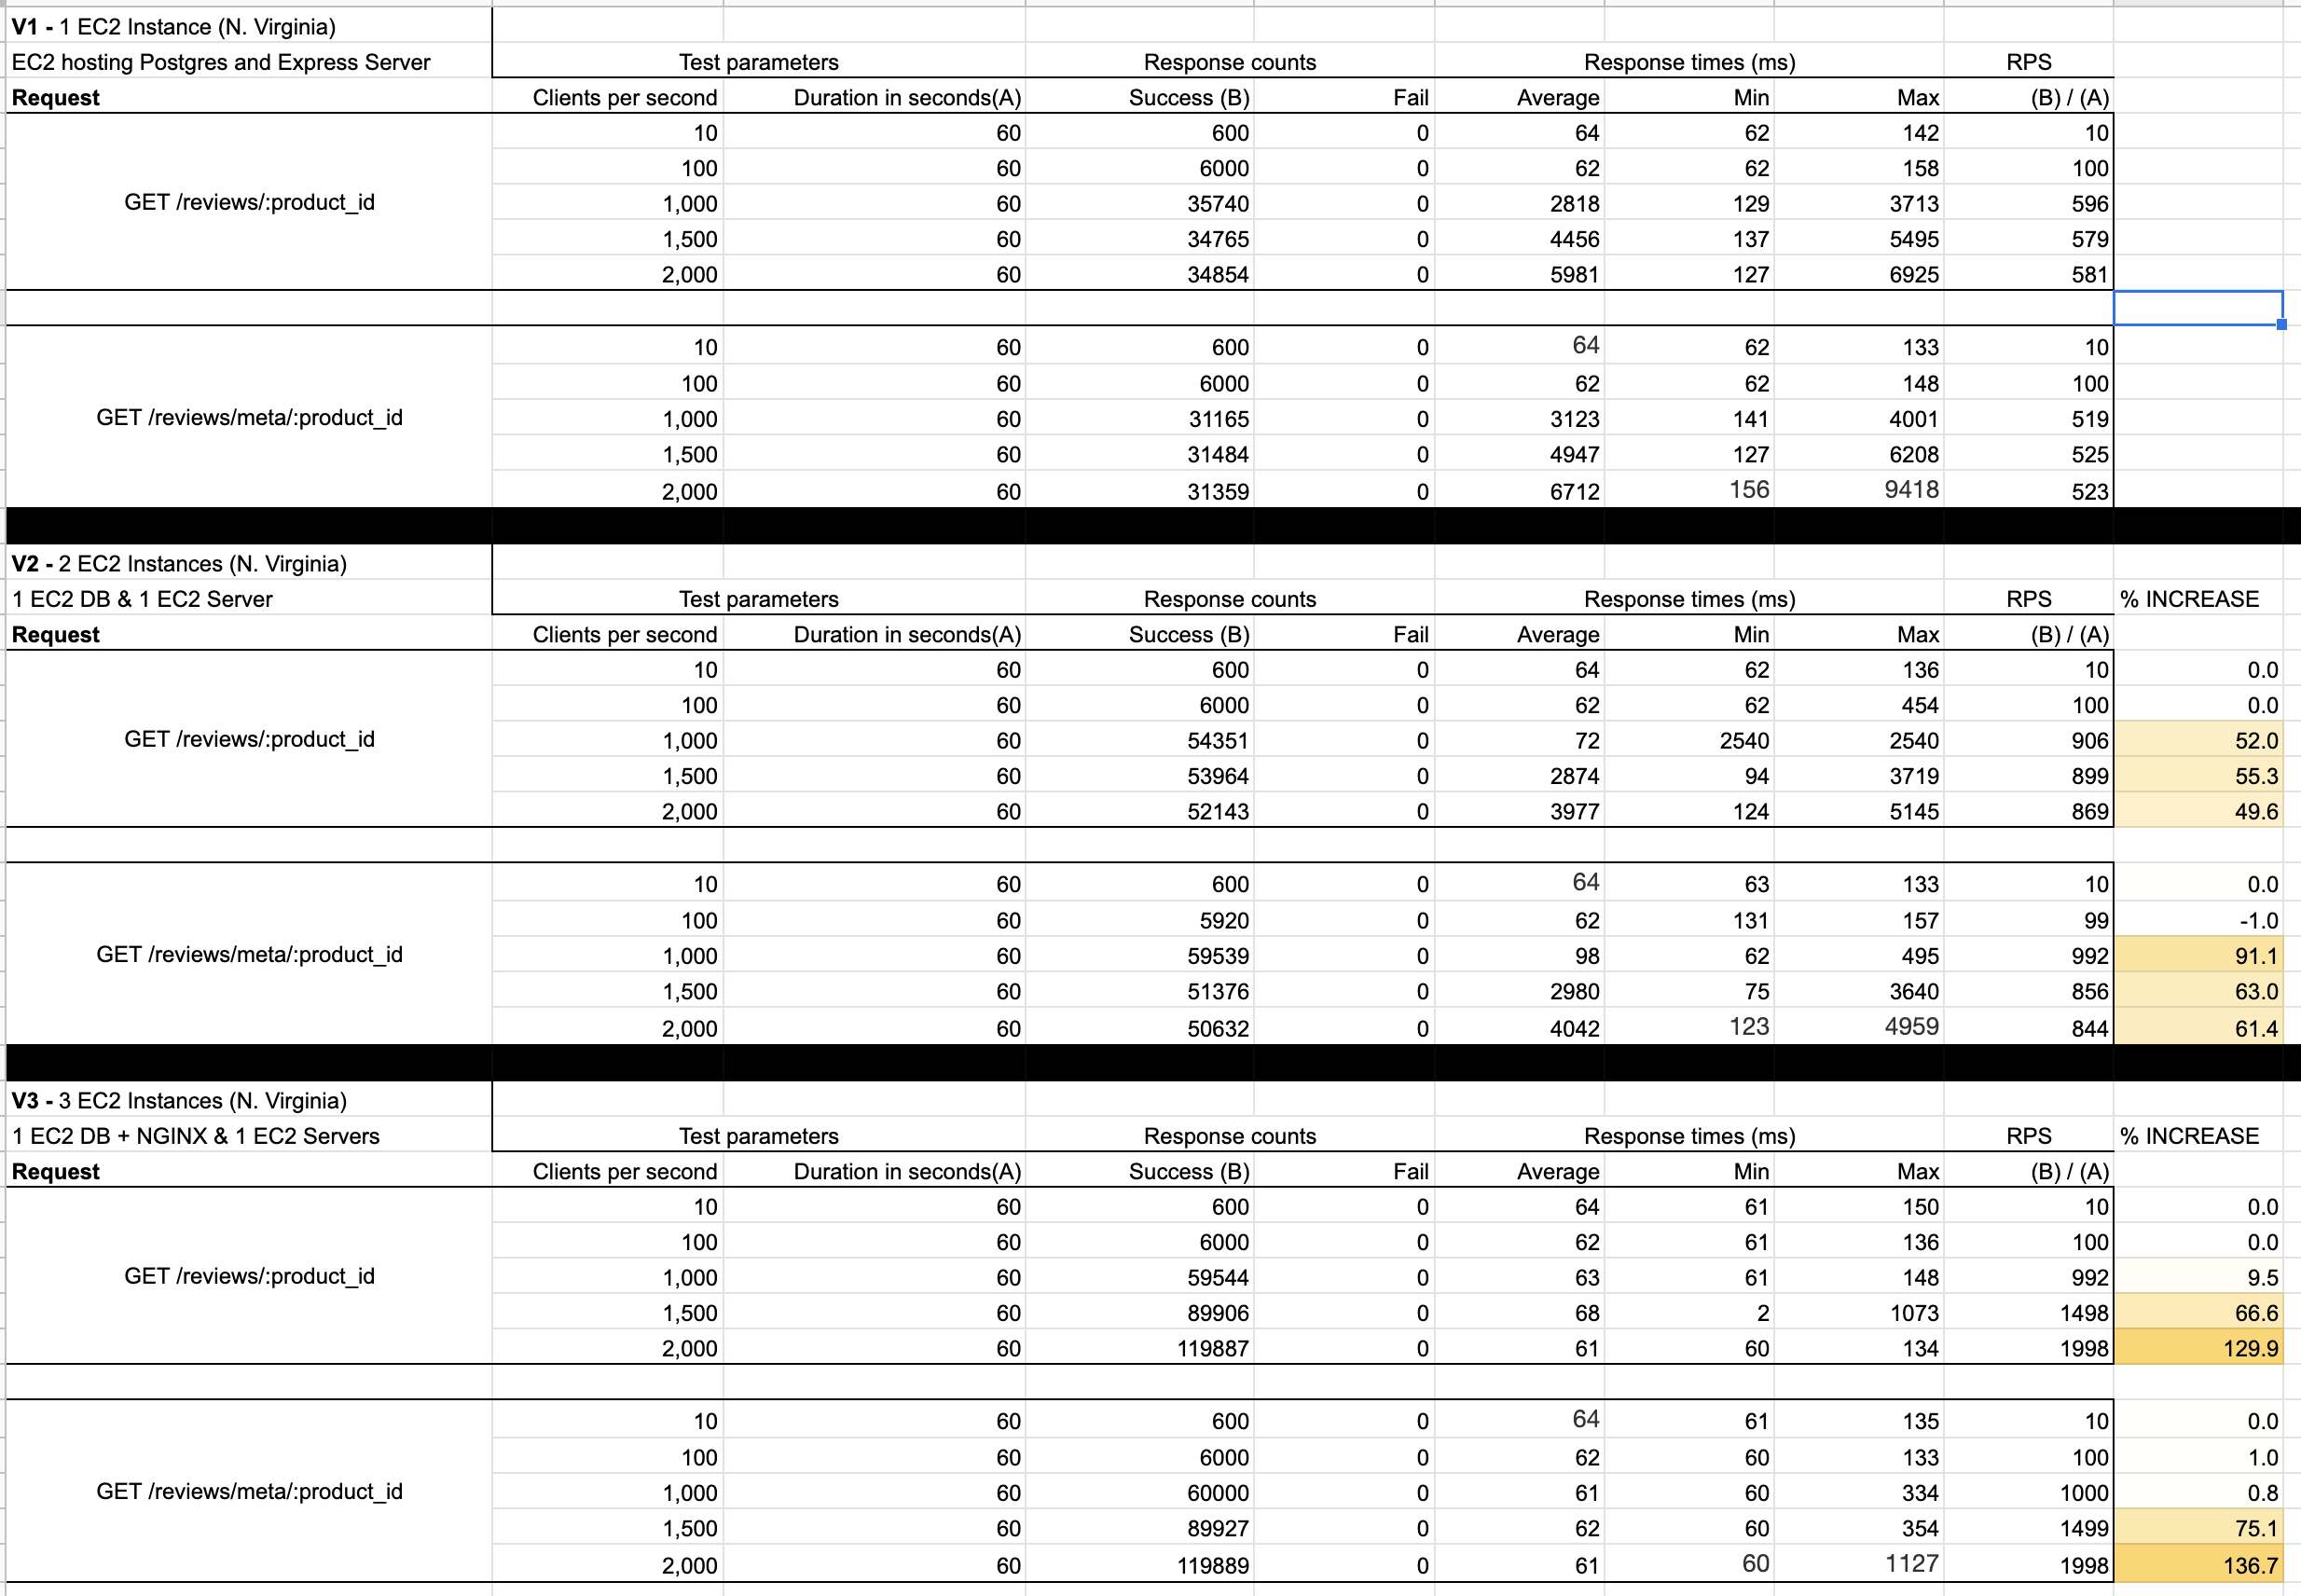 V1 - 1 EC2 Instance (N. Virginia)
EC2 hosting Postgres and Express Server Test parameters Response counts Response times (ms) RPS
Request Clients per second Duration in seconds(A) Success (B) Fail Average Min Max (B) / (A)
10 60 600 0 64 62 142 10
100 60 6000 0 62 62 158 100
GET /reviews/:product_id 1,000 60 35740 0 2818 129 3713 596
1,500 60 34765 0 4456 137 5495 579
2,000 60 34854 0 5981 127 6925 581
10 60 600 0 64 62 133 10
100 60 6000 0 62 62 148 100
GET /reviews/meta/:product_id 1,000 60 31165 0 3123 141 4001 519
1,500 60 31484 0 4947 127 6208 525
2,000 60 31359 0 6712 156 9418 523
V2 - 2 EC2 Instances (N. Virginia)
1 EC2 DB & 1 EC2 Server Test parameters Response counts Response times (ms) RPS % INCREASE
Request Clients per second Duration in seconds(A) Success (B) Fail Average Min Max (B) / (A)
10 60 600 0 64 62 136 10 0.0
100 60 6000 0 62 62 454 100 0.0
GET /reviews/:product_id 1,000 60 54351 0 72 2540 2540 906 52.0
1,500 60 53964 0 2874 94 3719 899 55.3
2,000 60 52143 0 3977 124 5145 869 49.6
10 60 600 0 64 63 133 10 0.0
100 60 5920 0 62 131 157 99 -1.0
GET /reviews/meta/:product_id 1,000 60 59539 0 98 62 495 992 91.1
1,500 60 51376 0 2980 75 3640 856 63.0
2,000 60 50632 0 4042 123 4959 844 61.4
V3 - 3 EC2 Instances (N. Virginia)
1 EC2 DB + NGINX & 1 EC2 Servers Test parameters Response counts Response times (ms) RPS % INCREASE
Request Clients per second Duration in seconds(A) Success (B) Fail Average Min Max (B) / (A)
10 60 600 0 64 61 150 10 0.0
100 60 6000 0 62 61 136 100 0.0
GET /reviews/:product_id 1,000 60 59544 0 63 61 148 992 9.5
1,500 60 89906 0 68 2 1073 1498 66.6
2,000 60 119887 0 61 60 134 1998 129.9
10 60 600 0 64 61 135 10 0.0
100 60 6000 0 62 60 133 100 1.0
GET /reviews/meta/:product_id 1,000 60 60000 0 61 60 334 1000 0.8
1,500 60 89927 0 62 60 354 1499 75.1
2,000 60 119889 0 61 60 1127 1998 136.7